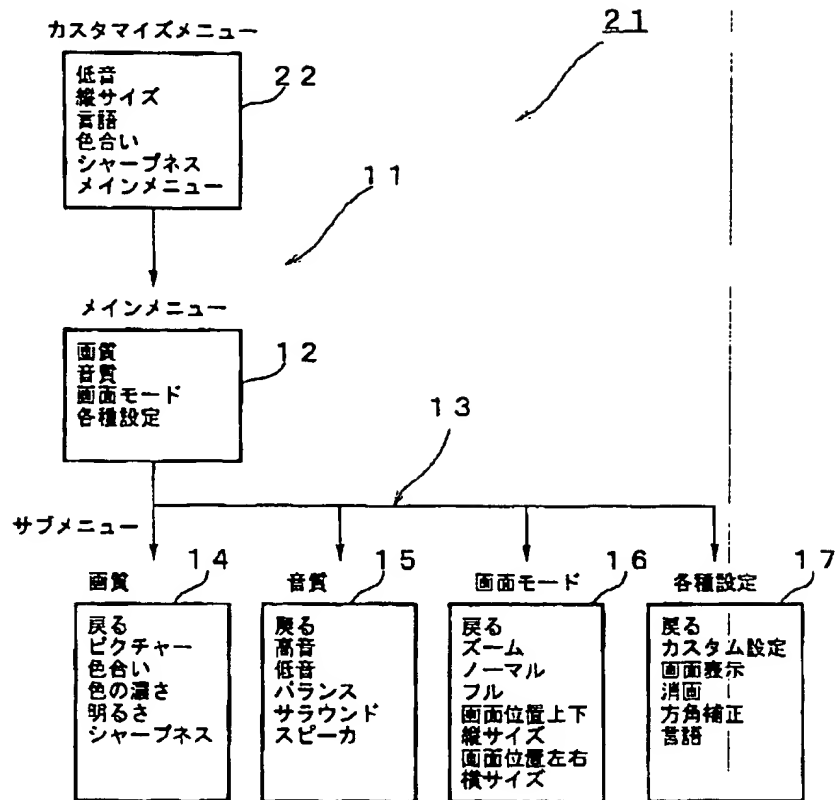 カスタマイズメニュー
21
低音
縦サイズ
言語
色合い
シャープネス
メインメニュー
22
11
メインメニュー
画質
音質
画面モード
各種設定
12
13
サブメニュー
画質
14
戻る
ピクチャー
色合い
色の濃さ
明るさ
シャープネス
音質
15
戻る
高音
低音
バランス
サラウンド
スピーカ
画面モード
16
戻る
ズーム
ノーマル
フル
画面位置上下
縦サイズ
画面位置左右
横サイズ
各種設定
17
戻る
カスタム設定
画面表示
消画
方角補正
言語